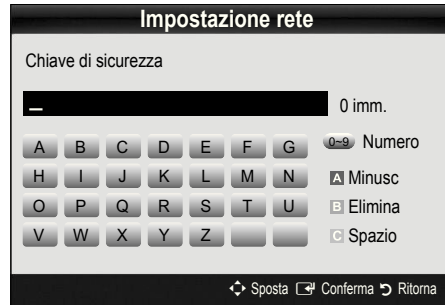 Impostazione rete
Chiave di sicurezza
_ 0 imm.
A B C D E F G 0~9 Numero
H I J K L M N A Minusc
O P Q R S T U B Elimina
V W X Y Z C Spazio
Sposta Conferma Ritorna